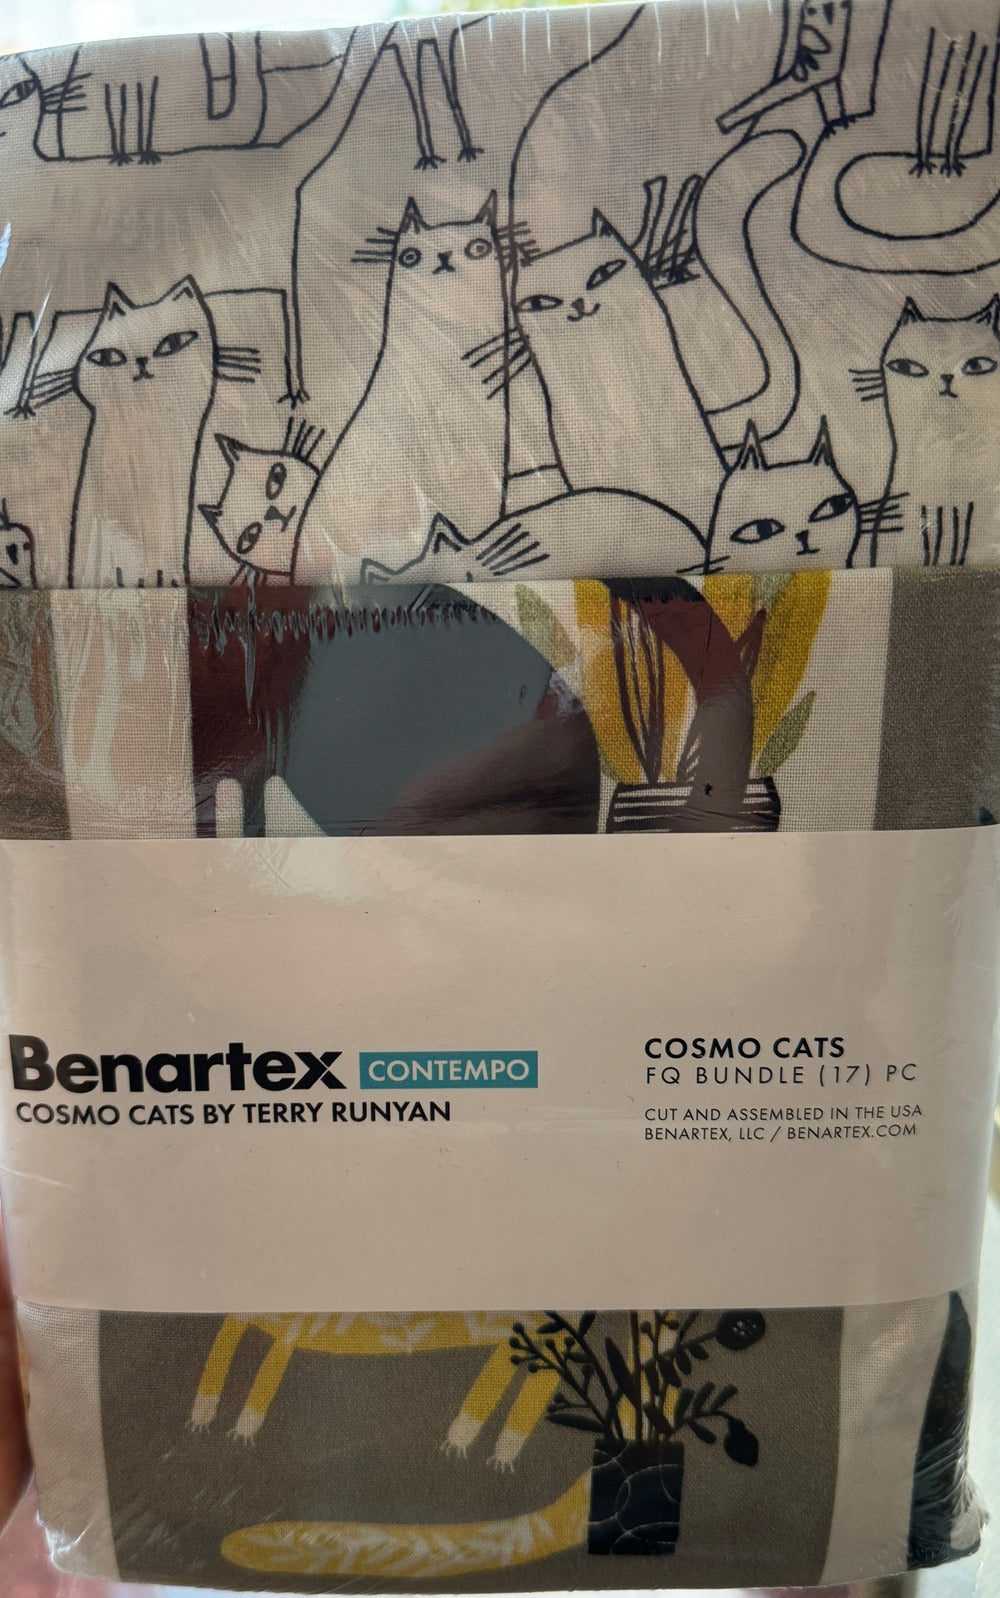 Benartex CONTEMPO
COSMO CATS BY TERRY RUNYAN
COSMO CATS
FQ BUNDLE (17) PC
CUT AND ASSEMBLED IN THE USA
BENARTEX, LLC / BENARTEX.COM